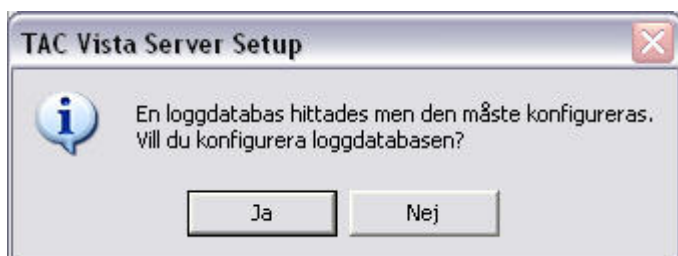 TAC Vista Server Setup
En loggdatabas hittades men den måste konfigureras.
Vill du konfigurera loggdatabasen?
Ja
Nej